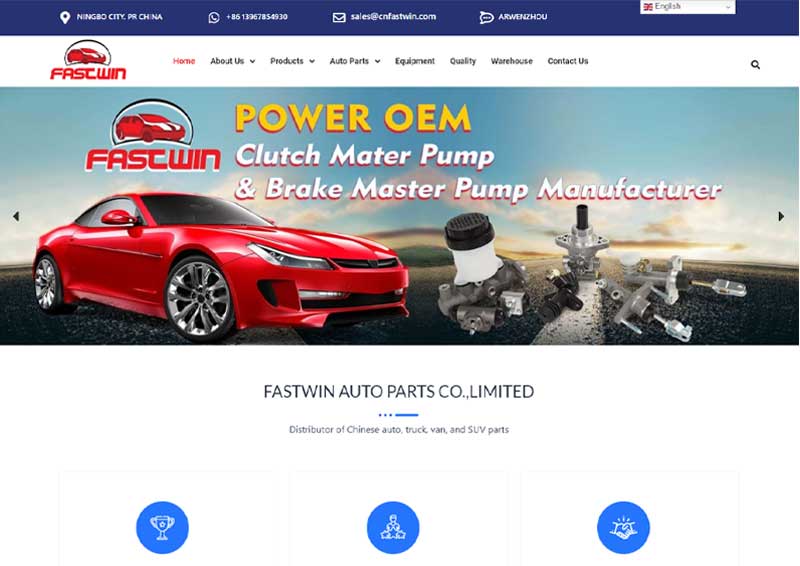 NINGBO CITY. PR CHINA
+86 13967854930
sales@cnfastwin.com
ARWENZHOU
English
FASTWIN
Home
About Us
Products
Auto Parts
Equipment
Quality
Warehouse
Contact Us
FASTWIN
POWER OEM
Clutch Mater Pump
& Brake Master Pump Manufacturer
FASTWIN AUTO PARTS CO.,LIMITED
Distributor of Chinese auto, truck, van, and SUV parts